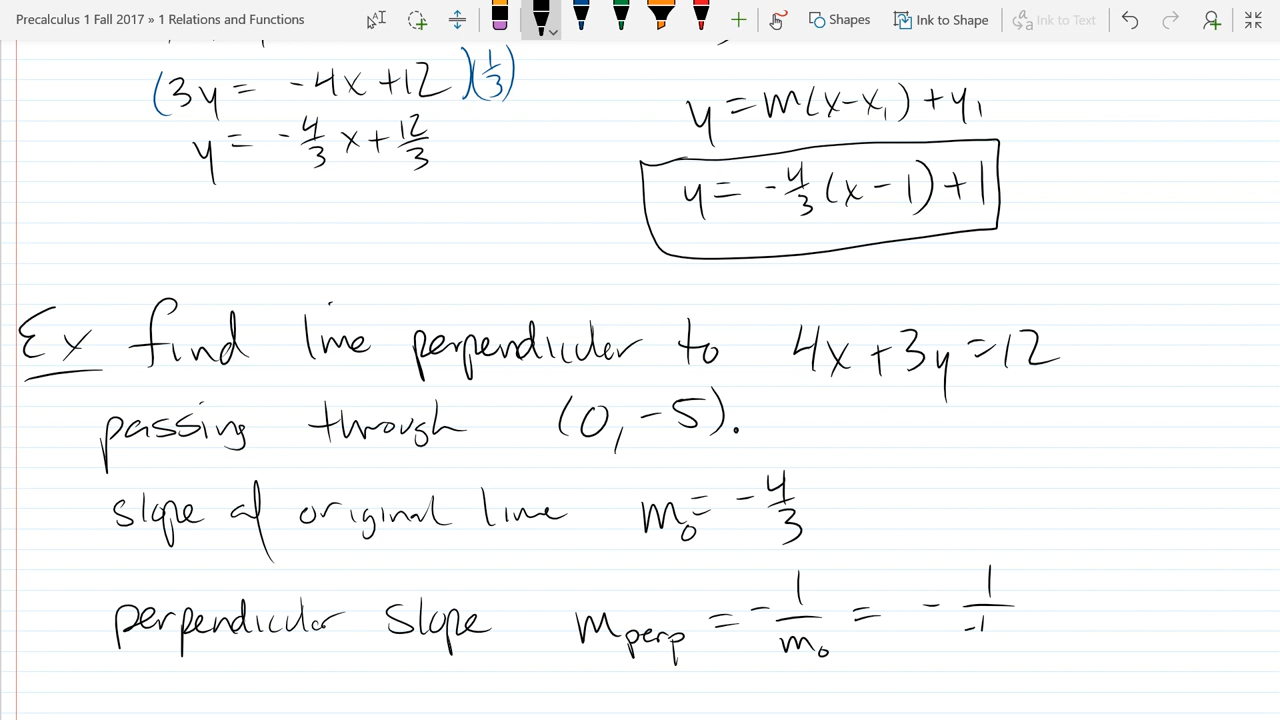 Precalculus 1 Fall 2017 » 1 Relations and Functions
Shapes
Ink to Shape
Ink to Text
(3y = -4x+12)(1/3)
y = -4/3 x + 12/3
y = m(x-x₁)+y₁
y = -4/3 (x-1)+1
Ex find line perpendicular to 4x+3y=12
passing through (0,-5).
slope of original line m₀ = -4/3
perpendicular slope m_perp = -1/m₀ = - 1/-